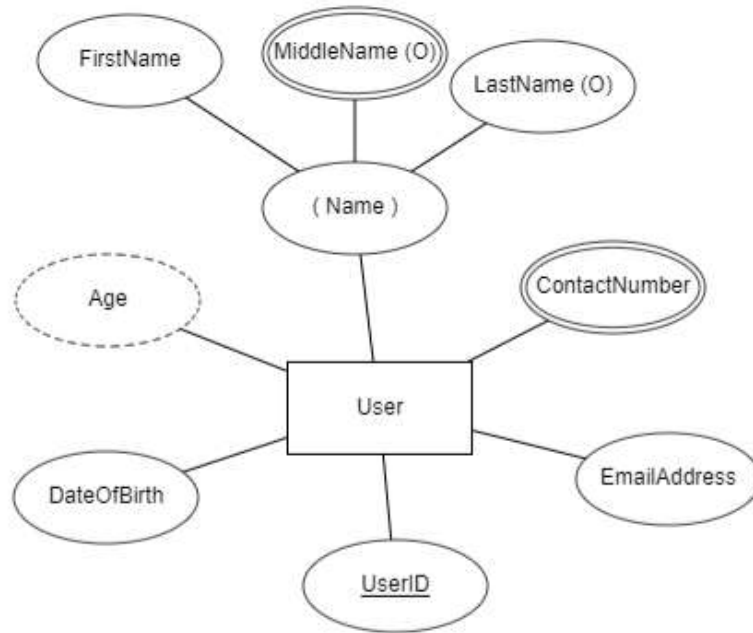 FirstName
MiddleName (O)
LastName (O)
( Name )
Age
ContactNumber
User
DateOfBirth
EmailAddress
UserID